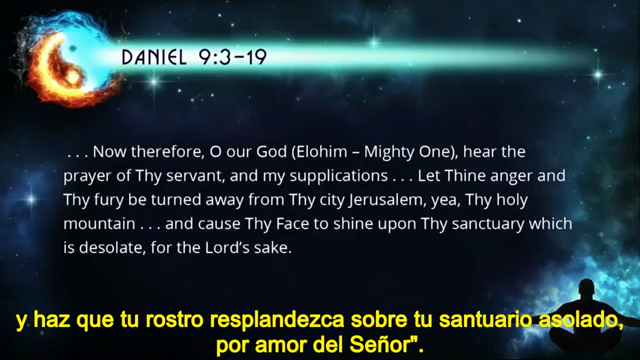 DANIEL 9:3-19
. . . Now therefore, O our God (Elohim – Mighty One), hear the
prayer of Thy servant, and my supplications . . . Let Thine anger and
Thy fury be turned away from Thy city Jerusalem, yea, Thy holy
mountain . . . and cause Thy Face to shine upon Thy sanctuary which
is desolate, for the Lord’s sake.
y haz que tu rostro resplandezca sobre tu santuario asolado,
por amor del Señor".